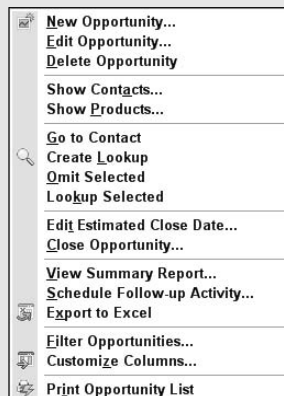 New Opportunity...
Edit Opportunity...
Delete Opportunity
Show Contacts...
Show Products...
Go to Contact
Create Lookup
Omit Selected
Lookup Selected
Edit Estimated Close Date...
Close Opportunity...
View Summary Report...
Schedule Follow-up Activity...
Export to Excel
Filter Opportunities...
Customize Columns...
Print Opportunity List